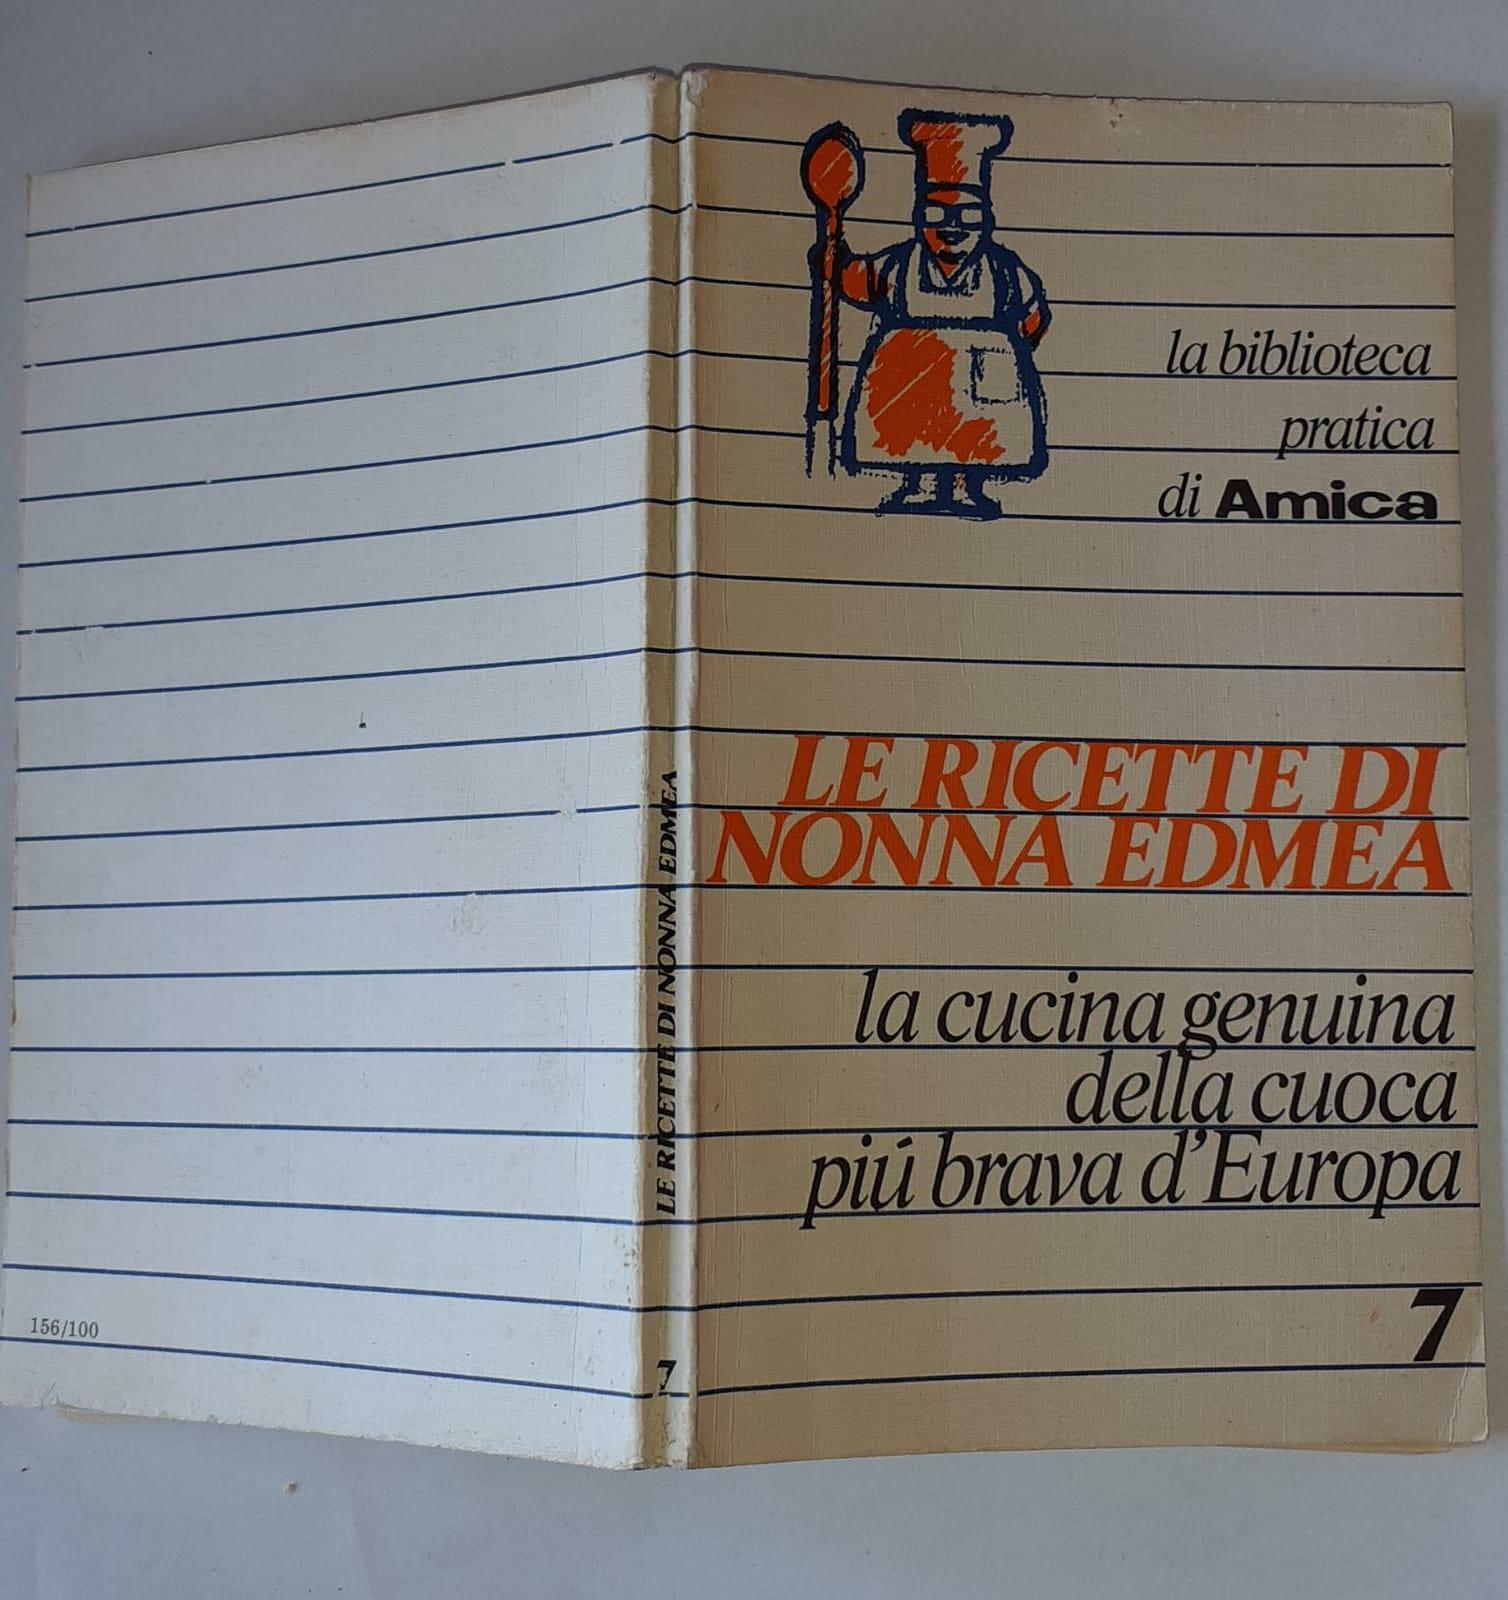 la biblioteca
pratica
di Amica
LE RICETTE DI
NONNA EDMEA
la cucina genuina
della cuoca
piú brava d'Europa
7
LE RICETTE DI NONNA EDMEA
7
156/100